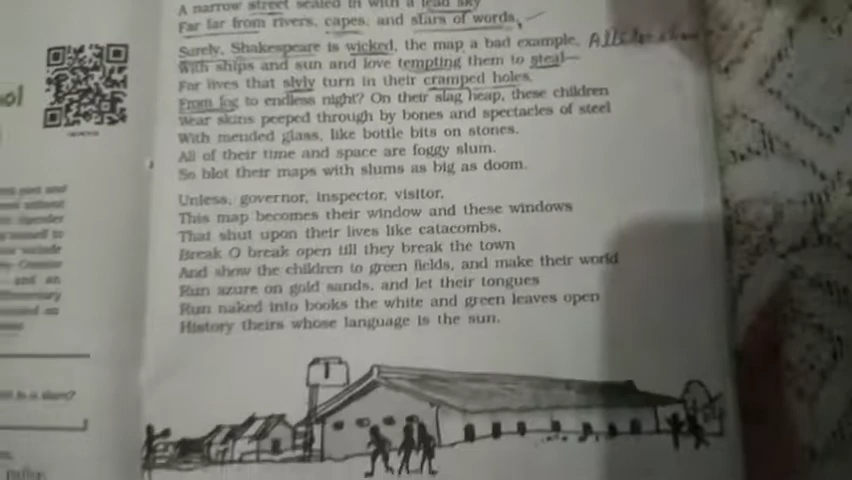 A narrow street sealed in with a lead sky
Far far from rivers, capes, and stars of words.
Surely, Shakespeare is wicked, the map a bad example,
With ships and sun and love tempting them to steal—
For lives that slyly turn in their cramped holes
From fog to endless night? On their slag heap, these children
Wear skins peeped through by bones and spectacles of steel
With mended glass, like bottle bits on stones.
All of their time and space are foggy slum.
So blot their maps with slums as big as doom.
Unless, governor, inspector, visitor,
This map becomes their window and these windows
That shut upon their lives like catacombs,
Break O break open till they break the town
And show the children to green fields, and make their world
Run azure on gold sands, and let their tongues
Run naked into books the white and green leaves open
History theirs whose language is the sun.